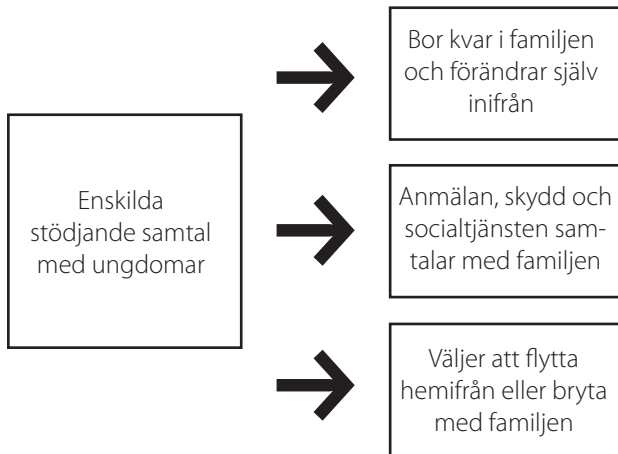 Enskilda
stödjande samtal
med ungdomar
Bor kvar i familjen
och förändrar själv
inifrån
Anmälan, skydd och
socialtjänsten sam-
talar med familjen
Väljer att flytta
hemifrån eller bryta
med familjen